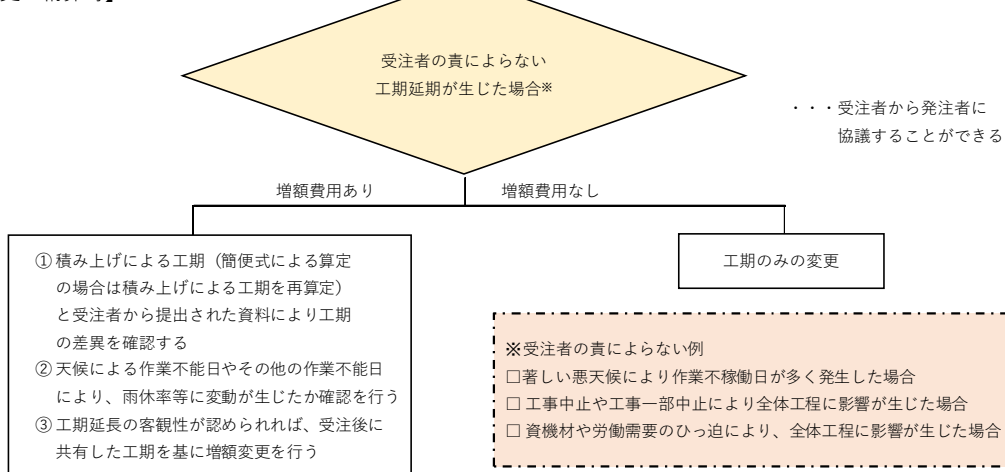 受注者の責によらない
工期延期が生じた場合※
・・・受注者から発注者に
協議することができる
増額費用あり
増額費用なし
①積み上げによる工期（簡便式による算定
の場合は積み上げによる工期を再算定）
と受注者から提出された資料により工期
の差異を確認する
②天候による作業不能日やその他の作業不能日
により、雨休率等に変動が生じたか確認を行う
③工期延長の客観性が認められれば、受注後に
共有した工期を基に増額変更を行う
工期のみの変更
※受注者の責によらない例
□著しい悪天候により作業不稼働日が多く発生した場合
□ 工事中止や工事一部中止により全体工程に影響が生じた場合
□ 資機材や労働需要のひっ迫により、全体工程に影響が生じた場合